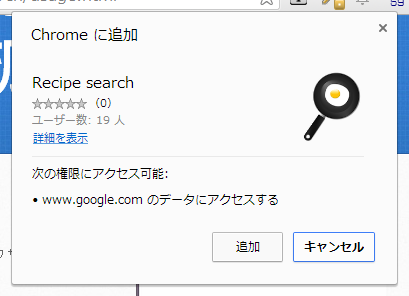 Chrome に追加
Recipe search
(0)
ユーザー数: 19 人
詳細を表示
次の権限にアクセス可能:
• www.google.com のデータにアクセスする
追加
キャンセル